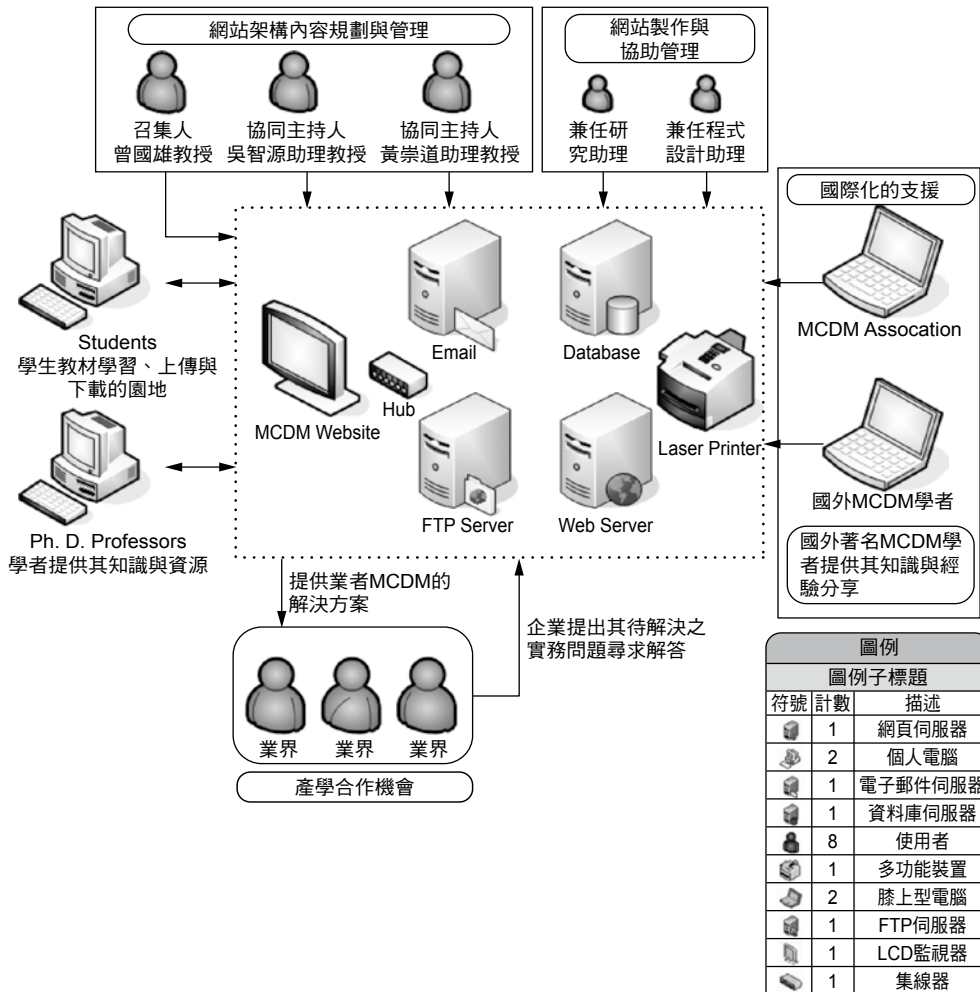 網站架構內容規劃與管理
召集人
曾國雄教授
協同主持人
吳智源助理教授
協同主持人
黃崇道助理教授
網站製作與
協助管理
兼任研
究助理
兼任程式
設計助理
國際化的支援
MCDM Assocation
國外MCDM學者
國外著名MCDM學
者提供其知識與經
驗分享
Students
學生教材學習、上傳與
下載的園地
Ph. D. Professors
學者提供其知識與資源
Email
Database
MCDM Website
Hub
Laser Printer
FTP Server
Web Server
提供業者MCDM的
解決方案
企業提出其待解決之
實務問題尋求解答
業界 業界 業界
產學合作機會
圖例
圖例子標題
符號 計數 描述
1 網頁伺服器
2 個人電腦
1 電子郵件伺服器
1 資料庫伺服器
8 使用者
1 多功能裝置
2 膝上型電腦
1 FTP伺服器
1 LCD監視器
1 集線器